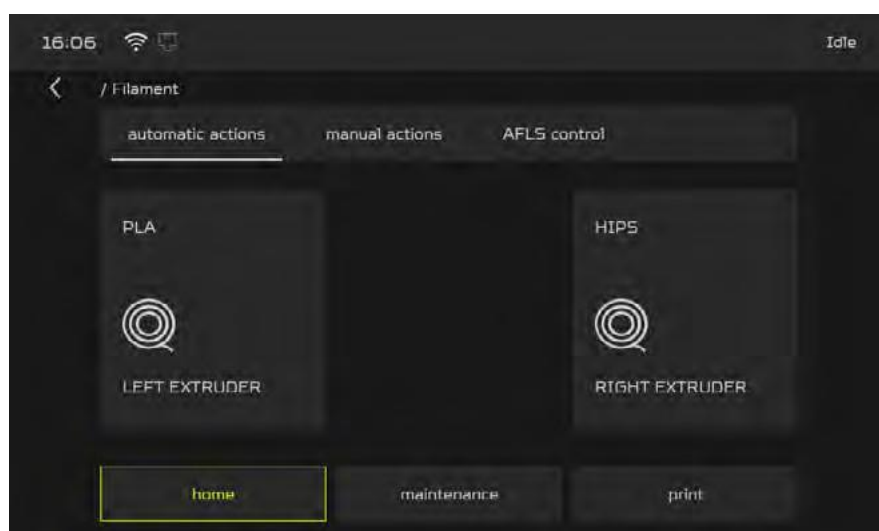 16:06 Idle
/ Filament
automatic actions manual actions AFLS control
PLA HIPS
LEFT EXTRUDER RIGHT EXTRUDER
home maintenance print